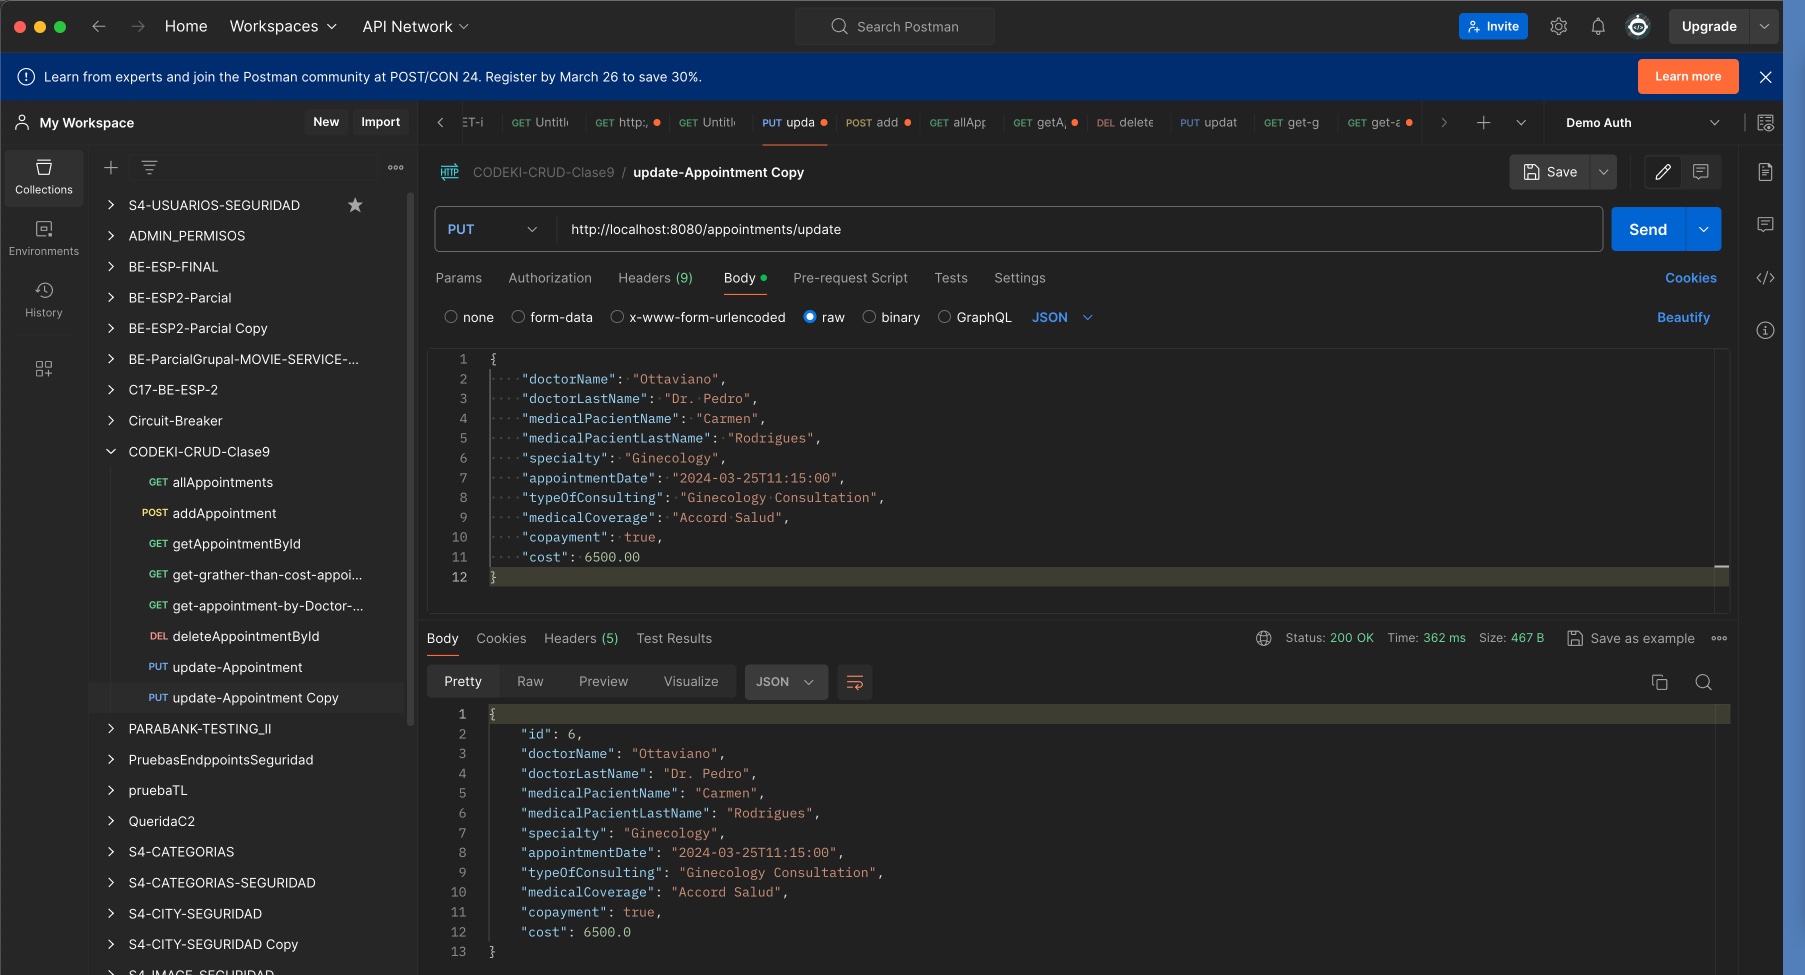 Home Workspaces API Network Search Postman Invite Upgrade
Learn from experts and join the Postman community at POST/CON 24. Register by March 26 to save 30%. Learn more
My Workspace New Import
ET-i GET Untitl GET http:, GET Untitl PUT upda POST add GET allApp GET getA, DEL delete PUT updat GET get-g GET get-a Demo Auth
Collections
Environments
History
S4-USUARIOS-SEGURIDAD
ADMIN_PERMISOS
BE-ESP-FINAL
BE-ESP2-Parcial
BE-ESP2-Parcial Copy
BE-ParcialGrupal-MOVIE-SERVICE-...
C17-BE-ESP-2
Circuit-Breaker
CODEKI-CRUD-Clase9
GET allAppointments
POST addAppointment
GET getAppointmentById
GET get-grather-than-cost-appoi...
GET get-appointment-by-Doctor-...
DEL deleteAppointmentById
PUT update-Appointment
PUT update-Appointment Copy
PARABANK-TESTING_II
PruebasEndppointsSeguridad
pruebaTL
QueridaC2
S4-CATEGORIAS
S4-CATEGORIAS-SEGURIDAD
S4-CITY-SEGURIDAD
S4-CITY-SEGURIDAD Copy
S4-IMAGE-SEGURIDAD
HTTP CODEKI-CRUD-Clase9 / update-Appointment Copy Save
PUT http://localhost:8080/appointments/update Send
Params Authorization Headers (9) Body Pre-request Script Tests Settings Cookies
none form-data x-www-form-urlencoded raw binary GraphQL JSON Beautify
1 {
2 "doctorName": "Ottaviano",
3 "doctorLastName": "Dr. Pedro",
4 "medicalPacientName": "Carmen",
5 "medicalPacientLastName": "Rodrigues",
6 "specialty": "Ginecology",
7 "appointmentDate": "2024-03-25T11:15:00",
8 "typeOfConsulting": "Ginecology Consultation",
9 "medicalCoverage": "Accord Salud",
10 "copayment": true,
11 "cost": 6500.00
12 }
Body Cookies Headers (5) Test Results Status: 200 OK Time: 362 ms Size: 467 B Save as example
Pretty Raw Preview Visualize JSON
1 {
2 "id": 6,
3 "doctorName": "Ottaviano",
4 "doctorLastName": "Dr. Pedro",
5 "medicalPacientName": "Carmen",
6 "medicalPacientLastName": "Rodrigues",
7 "specialty": "Ginecology",
8 "appointmentDate": "2024-03-25T11:15:00",
9 "typeOfConsulting": "Ginecology Consultation",
10 "medicalCoverage": "Accord Salud",
11 "copayment": true,
12 "cost": 6500.0
13 }